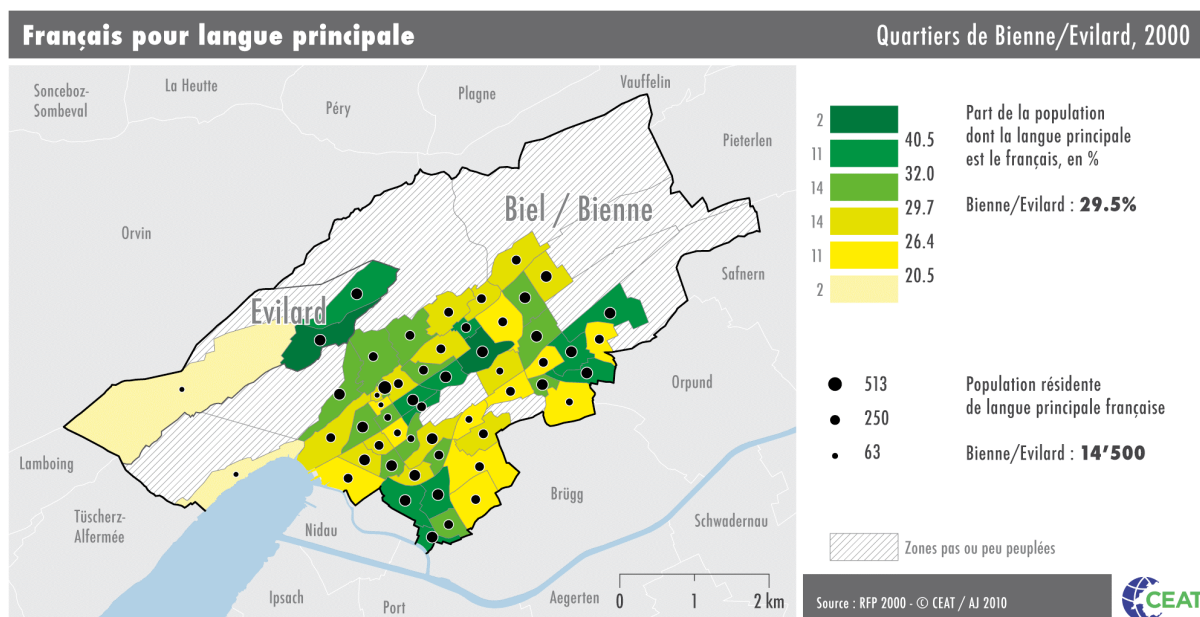 Français pour langue principale
Quartiers de Bienne/Evilard, 2000
Sonceboz-
Sombeval
La Heutte
Péry
Plagne
Vauffelin
Pieterlen
Orvin
Biel / Bienne
Safnern
Evilard
Orpund
Lamboing
Tüscherz-
Alfermée
Nidau
Brügg
Schwadernau
Ipsach
Port
Aegerten
0
1
2 km
2
11
14
14
11
2
40.5
32.0
29.7
26.4
20.5
Part de la population
dont la langue principale
est le français, en %
Bienne/Evilard : 29.5%
513
250
63
Population résidente
de langue principale française
Bienne/Evilard : 14'500
Zones pas ou peu peuplées
Source : RFP 2000 - © CEAT / AJ 2010
CEAT